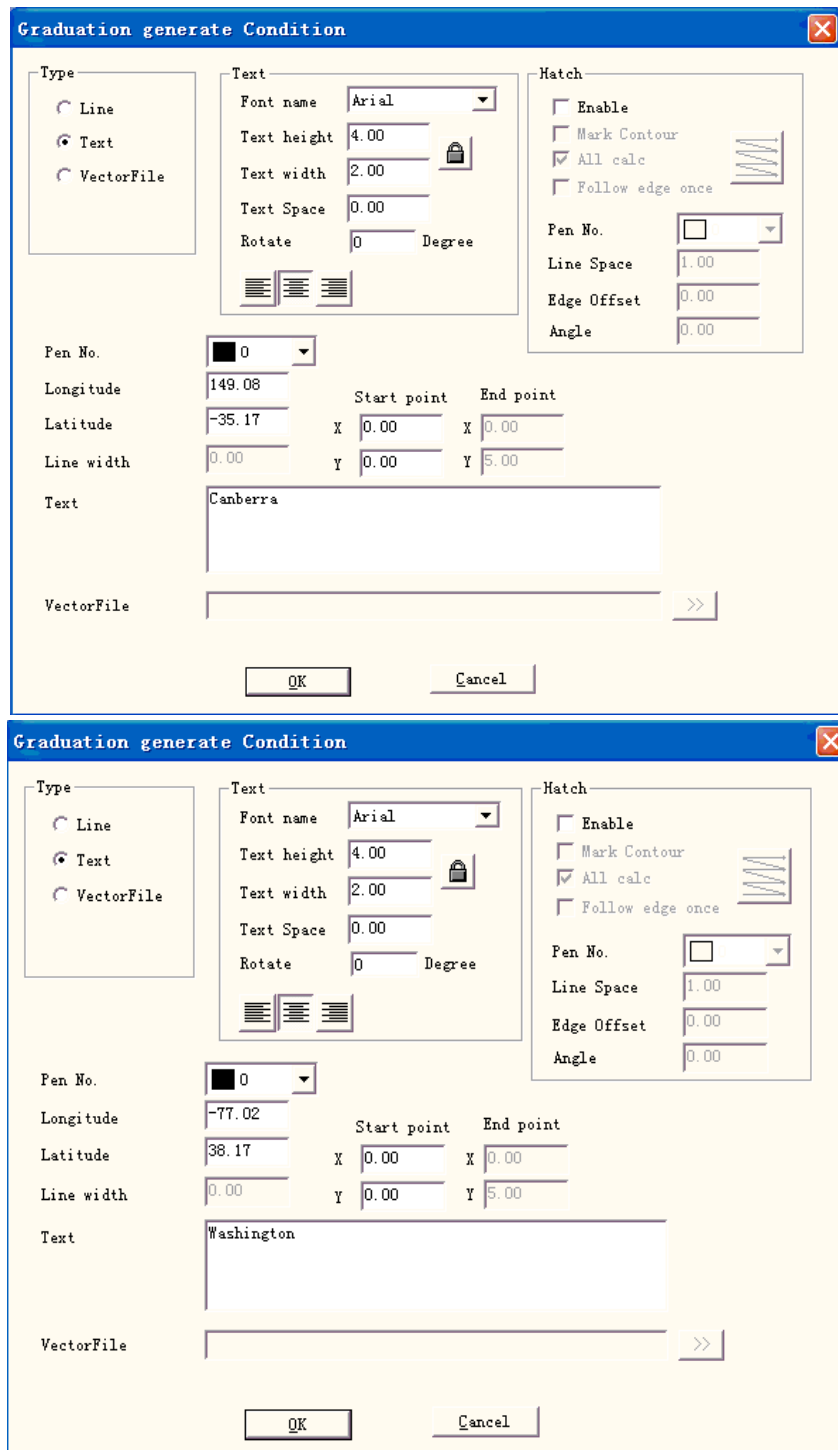 Graduation generate Condition
Type
Line
Text
VectorFile
Text
Font name Arial
Text height 4.00
Text width 2.00
Text Space 0.00
Rotate 0 Degree
Hatch
Enable
Mark Contour
All calc
Follow edge once
Pen No.
Line Space 1.00
Edge Offset 0.00
Angle 0.00
Pen No. 0
Longitude 149.08
Start point End point
Latitude -35.17 X 0.00 X 0.00
Line width 0.00 Y 0.00 Y 5.00
Text Canberra
VectorFile >>
OK Cancel
Graduation generate Condition
Type
Line
Text
VectorFile
Text
Font name Arial
Text height 4.00
Text width 2.00
Text Space 0.00
Rotate 0 Degree
Hatch
Enable
Mark Contour
All calc
Follow edge once
Pen No.
Line Space 1.00
Edge Offset 0.00
Angle 0.00
Pen No. 0
Longitude -77.02
Start point End point
Latitude 38.17 X 0.00 X 0.00
Line width 0.00 Y 0.00 Y 5.00
Text Washington
VectorFile >>
OK Cancel